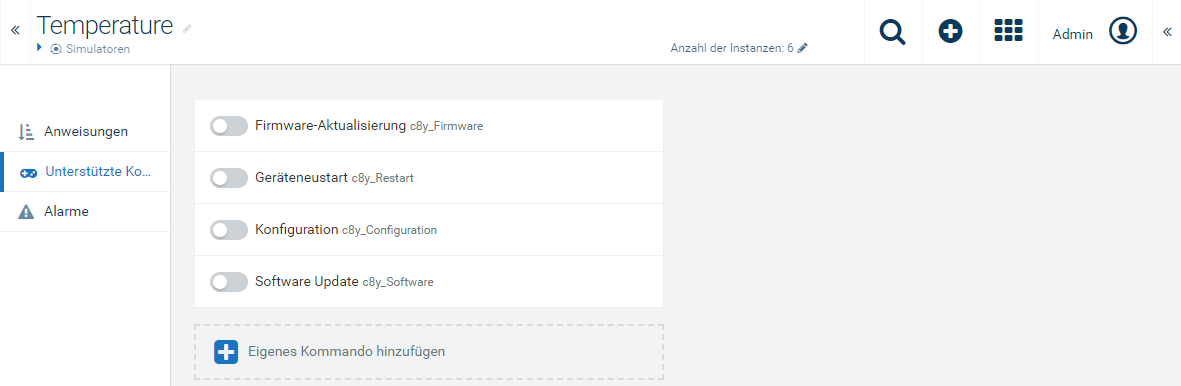 Temperature
Simulatoren
Anzahl der Instanzen: 6
Admin
Anweisungen
Unterstützte Ko...
Alarme
Firmware-Aktualisierung c8y_Firmware
Geräteneustart c8y_Restart
Konfiguration c8y_Configuration
Software Update c8y_Software
Eigenes Kommando hinzufügen